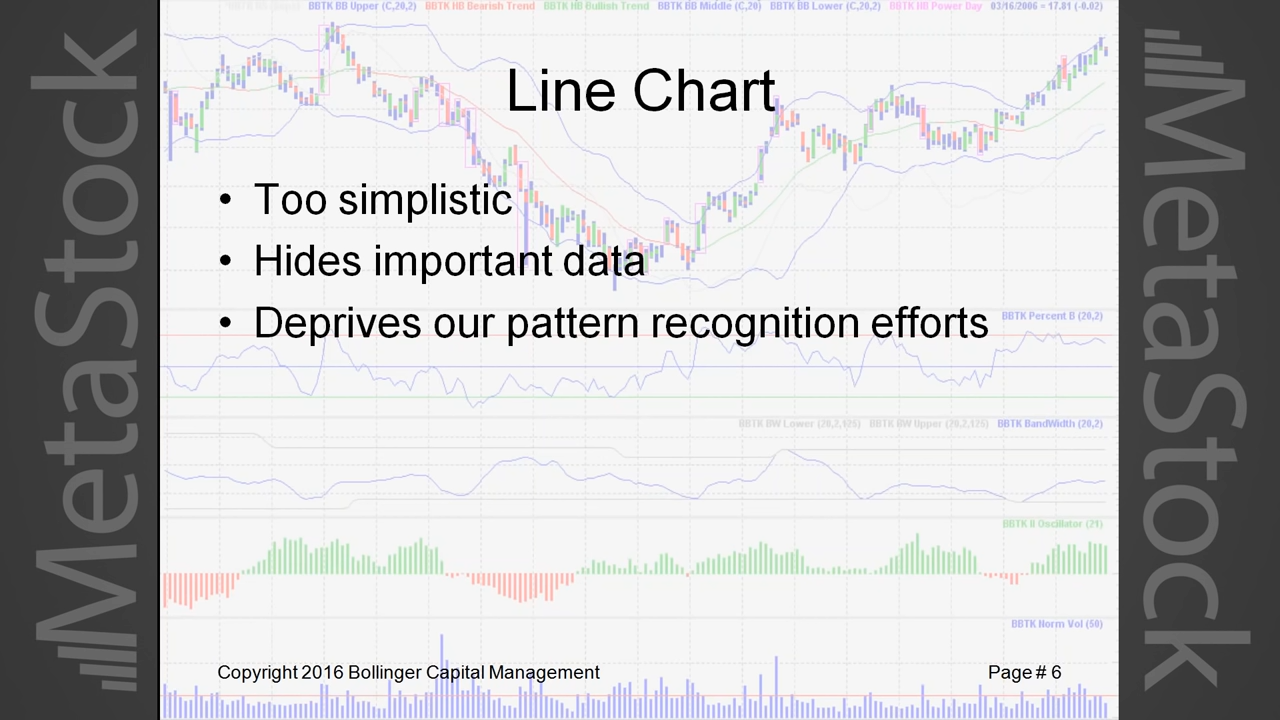 BBTK BB Upper (C,20,2) BBTK HB Bearish Trend BBTK HB Bullish Trend BBTK BB Middle (C,20) BBTK BB Lower (C,20,2) BBTK HB Power Day 03/16/2006 = 17.81 (-0.02)
MetaStock
MetaStock
Line Chart
• Too simplistic
• Hides important data
• Deprives our pattern recognition efforts
BBTK Percent B (20,2)
BBTK BW Lower (20,2,125) BBTK BW Upper (20,2,125) BBTK BandWidth (20,2)
BBTK II Oscillator (21)
BBTK Norm Vol (50)
Copyright 2016 Bollinger Capital Management
Page # 6